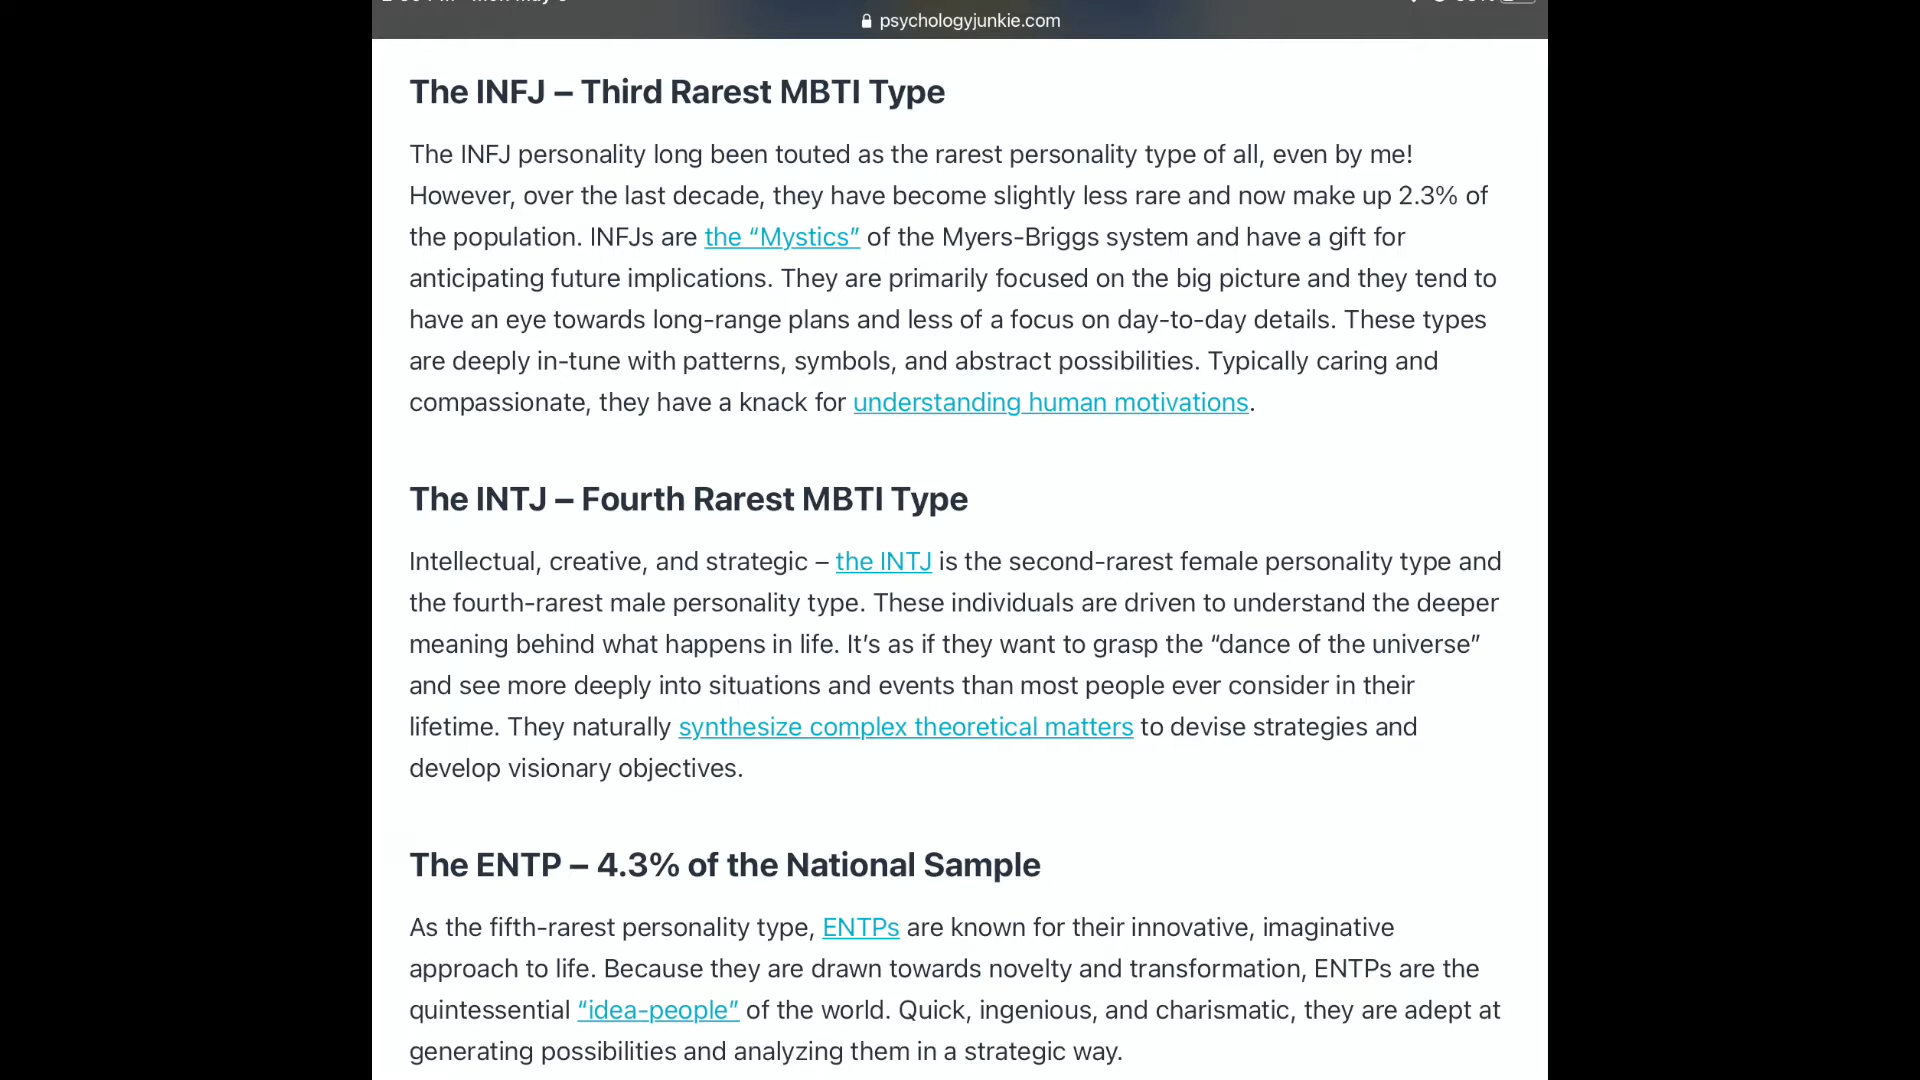 psychologyjunkie.com
The INFJ – Third Rarest MBTI Type
The INFJ personality long been touted as the rarest personality type of all, even by me!
However, over the last decade, they have become slightly less rare and now make up 2.3% of
the population. INFJs are the “Mystics” of the Myers-Briggs system and have a gift for
anticipating future implications. They are primarily focused on the big picture and they tend to
have an eye towards long-range plans and less of a focus on day-to-day details. These types
are deeply in-tune with patterns, symbols, and abstract possibilities. Typically caring and
compassionate, they have a knack for understanding human motivations.
The INTJ – Fourth Rarest MBTI Type
Intellectual, creative, and strategic – the INTJ is the second-rarest female personality type and
the fourth-rarest male personality type. These individuals are driven to understand the deeper
meaning behind what happens in life. It’s as if they want to grasp the “dance of the universe”
and see more deeply into situations and events than most people ever consider in their
lifetime. They naturally synthesize complex theoretical matters to devise strategies and
develop visionary objectives.
The ENTP – 4.3% of the National Sample
As the fifth-rarest personality type, ENTPs are known for their innovative, imaginative
approach to life. Because they are drawn towards novelty and transformation, ENTPs are the
quintessential “idea-people” of the world. Quick, ingenious, and charismatic, they are adept at
generating possibilities and analyzing them in a strategic way.